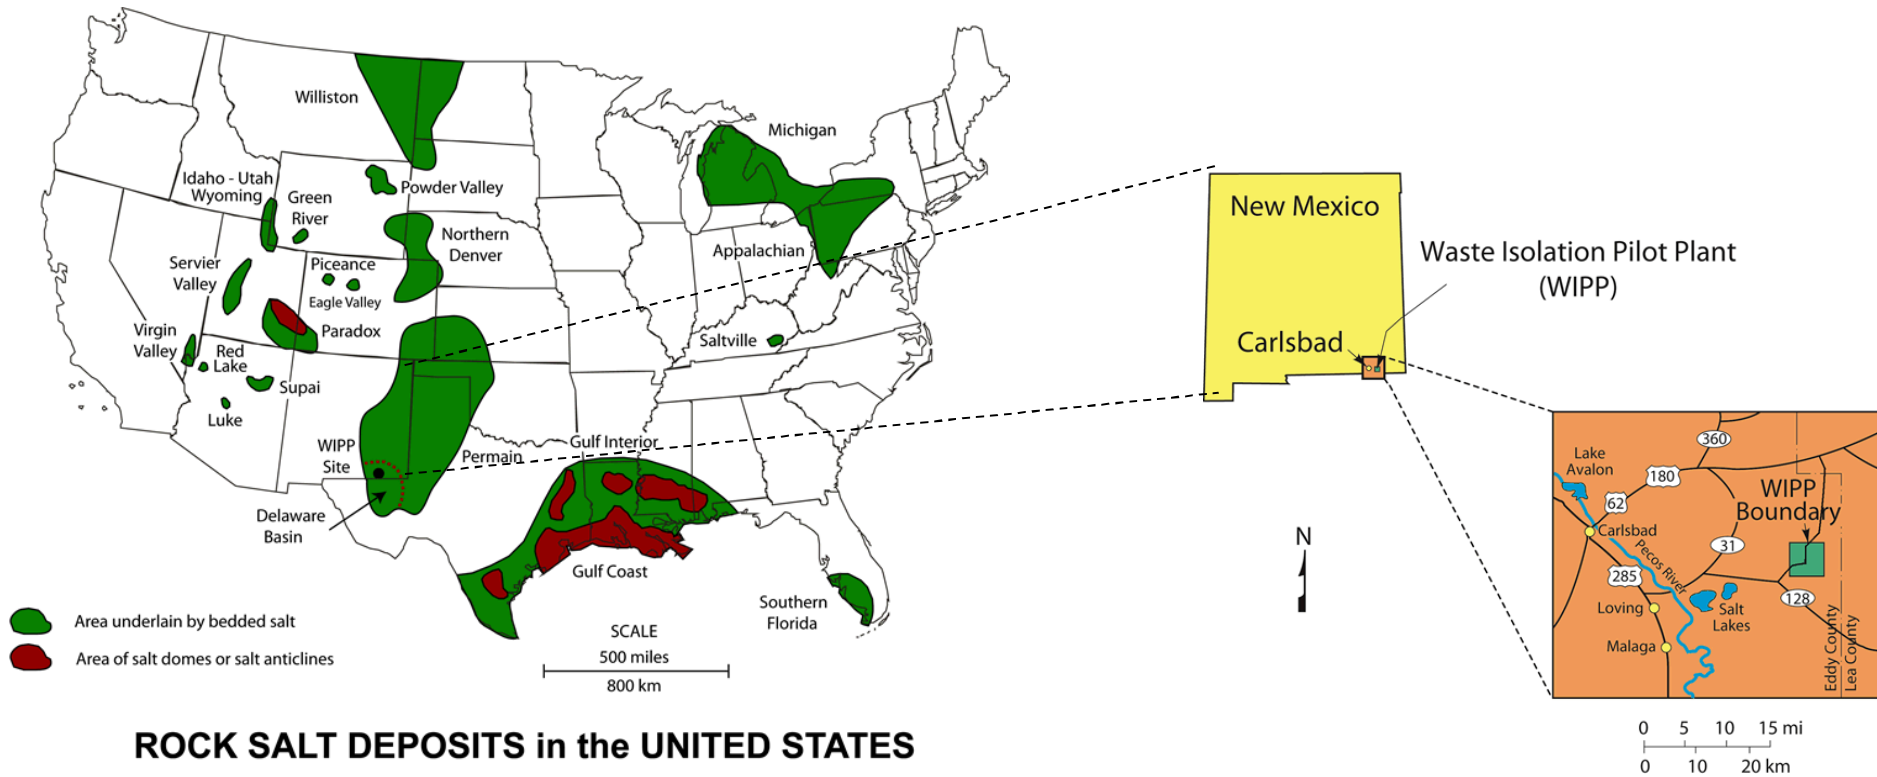 Williston
Michigan
Idaho - Utah
Wyoming
Green
River
Powder Valley
Northern
Denver
Appalachian
Servier
Valley
Piceance
Eagle Valley
Paradox
Virgin
Valley
Red
Lake
Supai
Luke
Saltville
WIPP
Site
Permain
Gulf Interior
Delaware
Basin
Gulf Coast
Southern
Florida
Area underlain by bedded salt
Area of salt domes or salt anticlines
SCALE
500 miles
800 km
ROCK SALT DEPOSITS in the UNITED STATES
New Mexico
Waste Isolation Pilot Plant
(WIPP)
Carlsbad
N
360
Lake
Avalon
180
62
WIPP
Boundary
Carlsbad
31
Pecos River
285
128
Loving
Salt
Lakes
Malaga
Eddy County
Lea County
0 5 10 15 mi
0 10 20 km